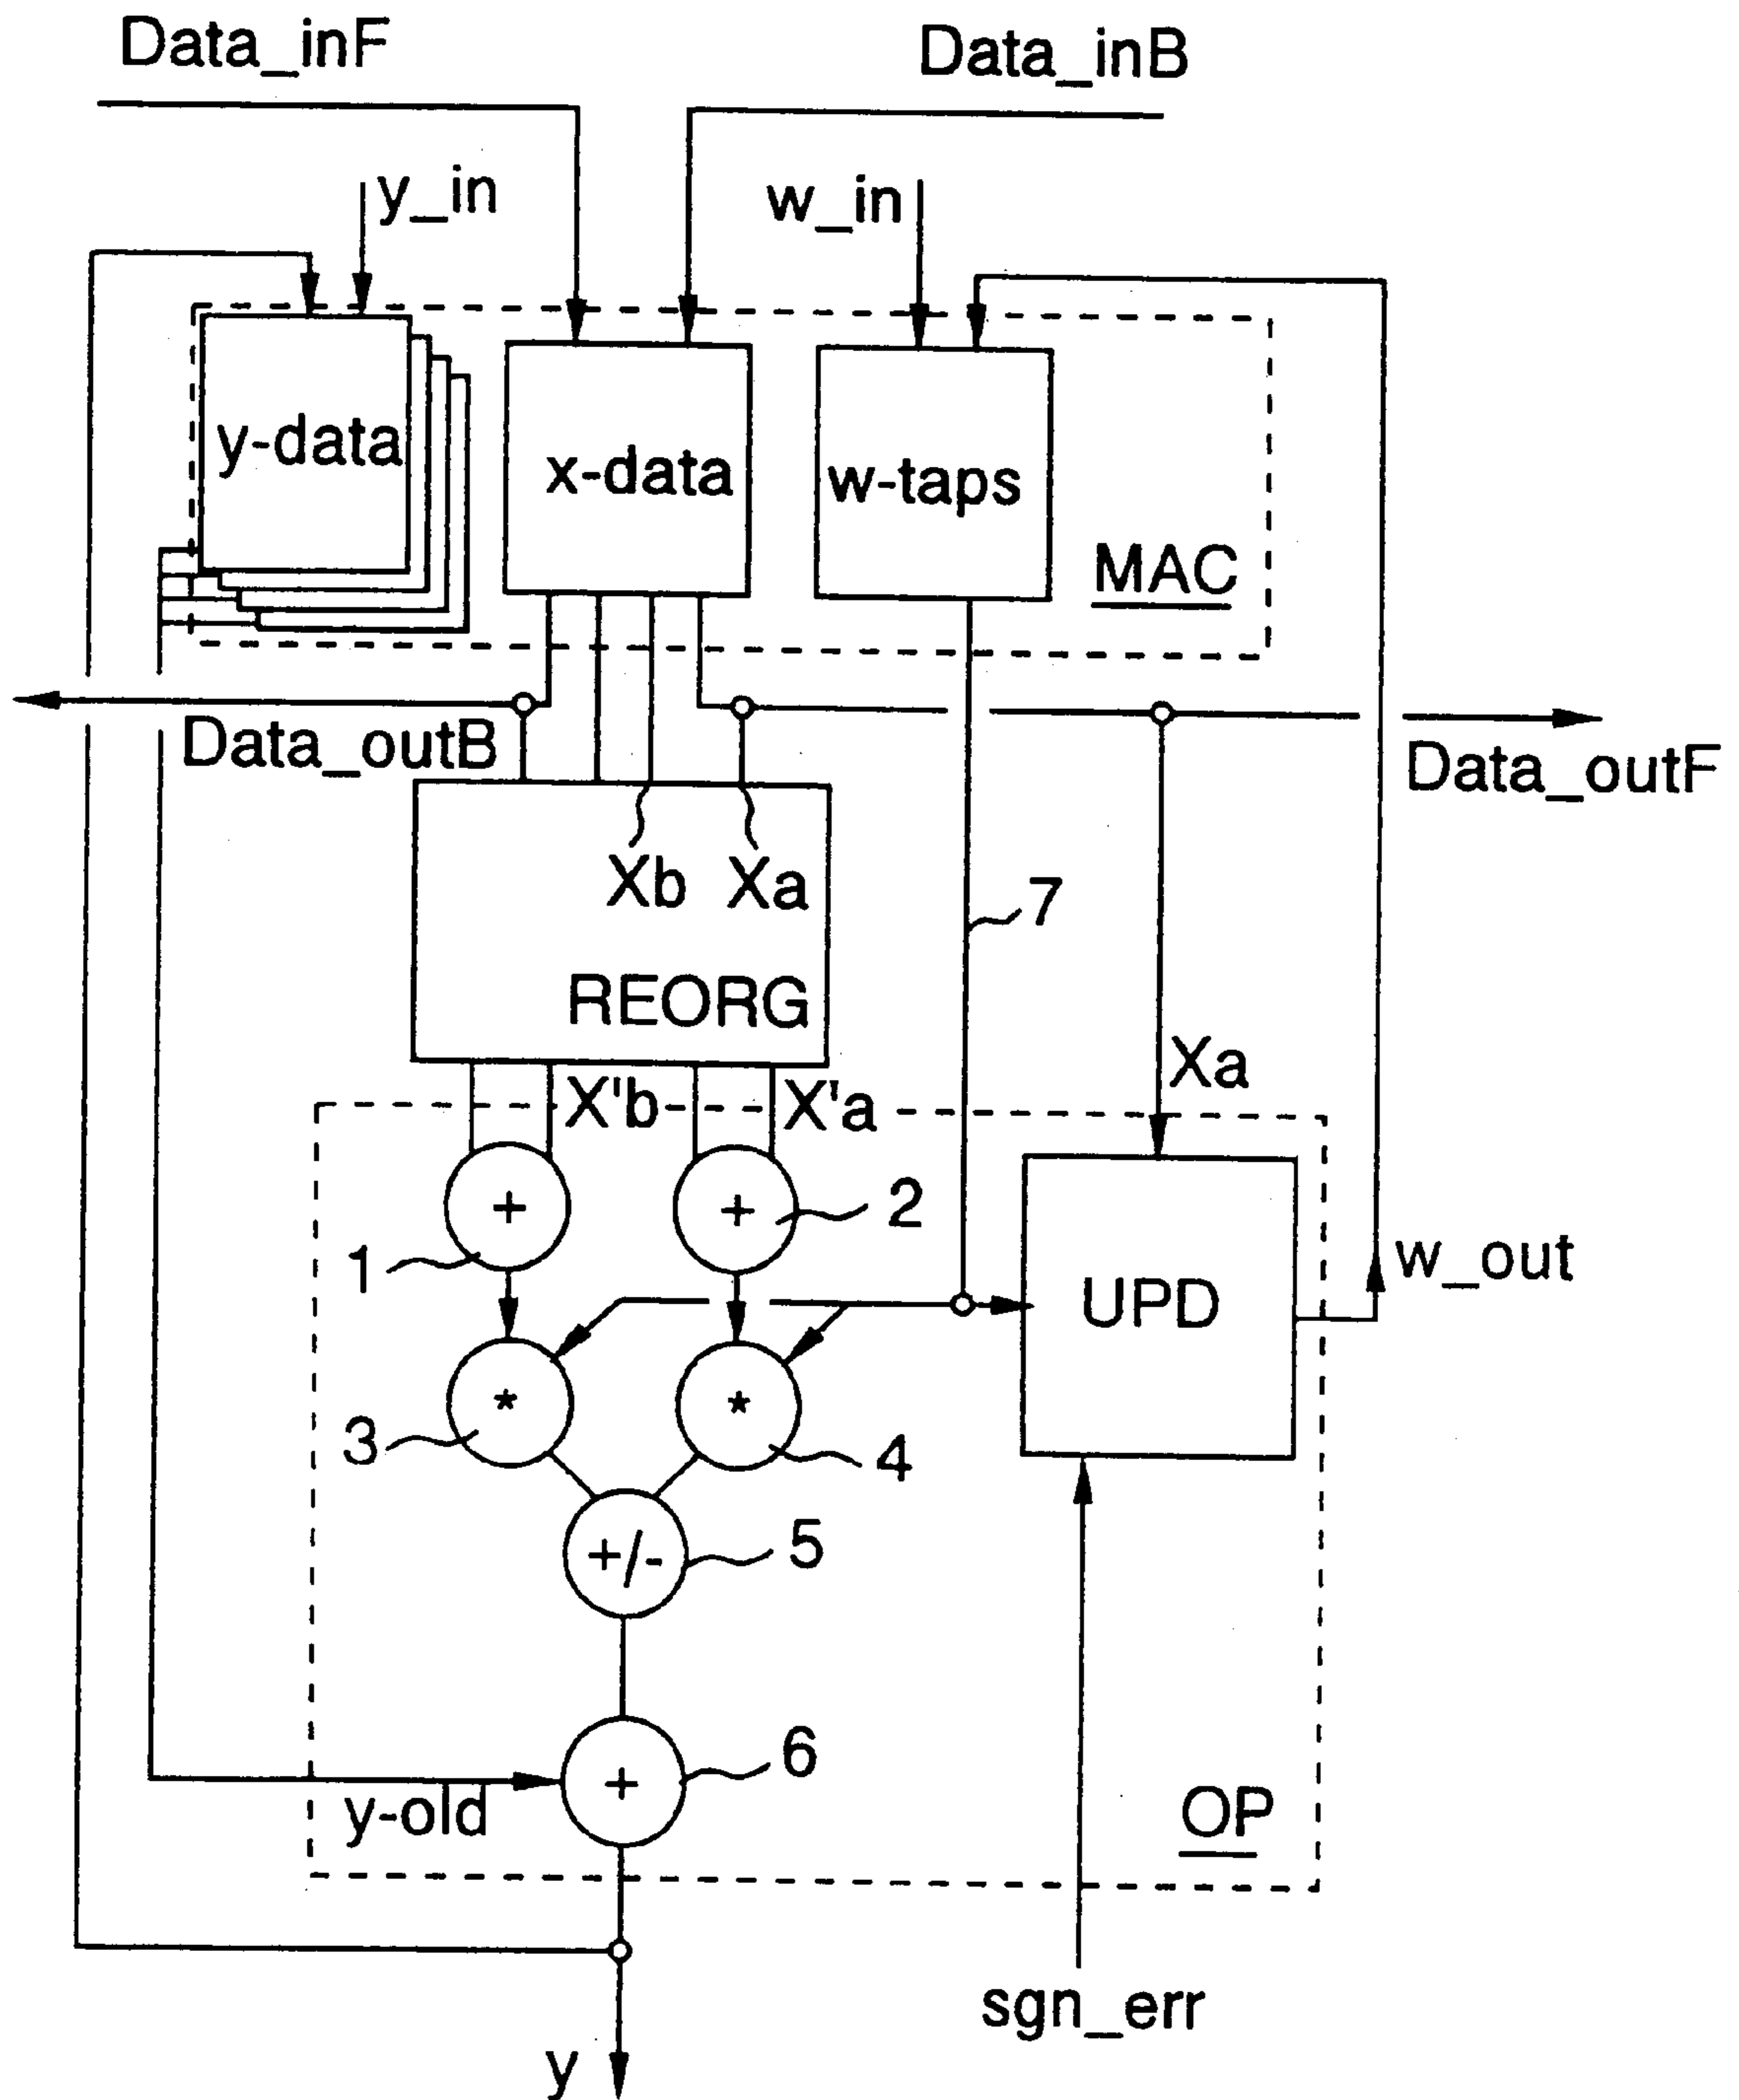 Data_inF
Data_inB
y_in
w_in
y-data
x-data
w-taps
MAC
Data_outB
Data_outF
Xb
Xa
7
REORG
Xa
X'b
X'a
+
+
2
1
UPD
w_out
*
*
3
4
+/-
5
+
6
y-old
OP
sgn_err
y